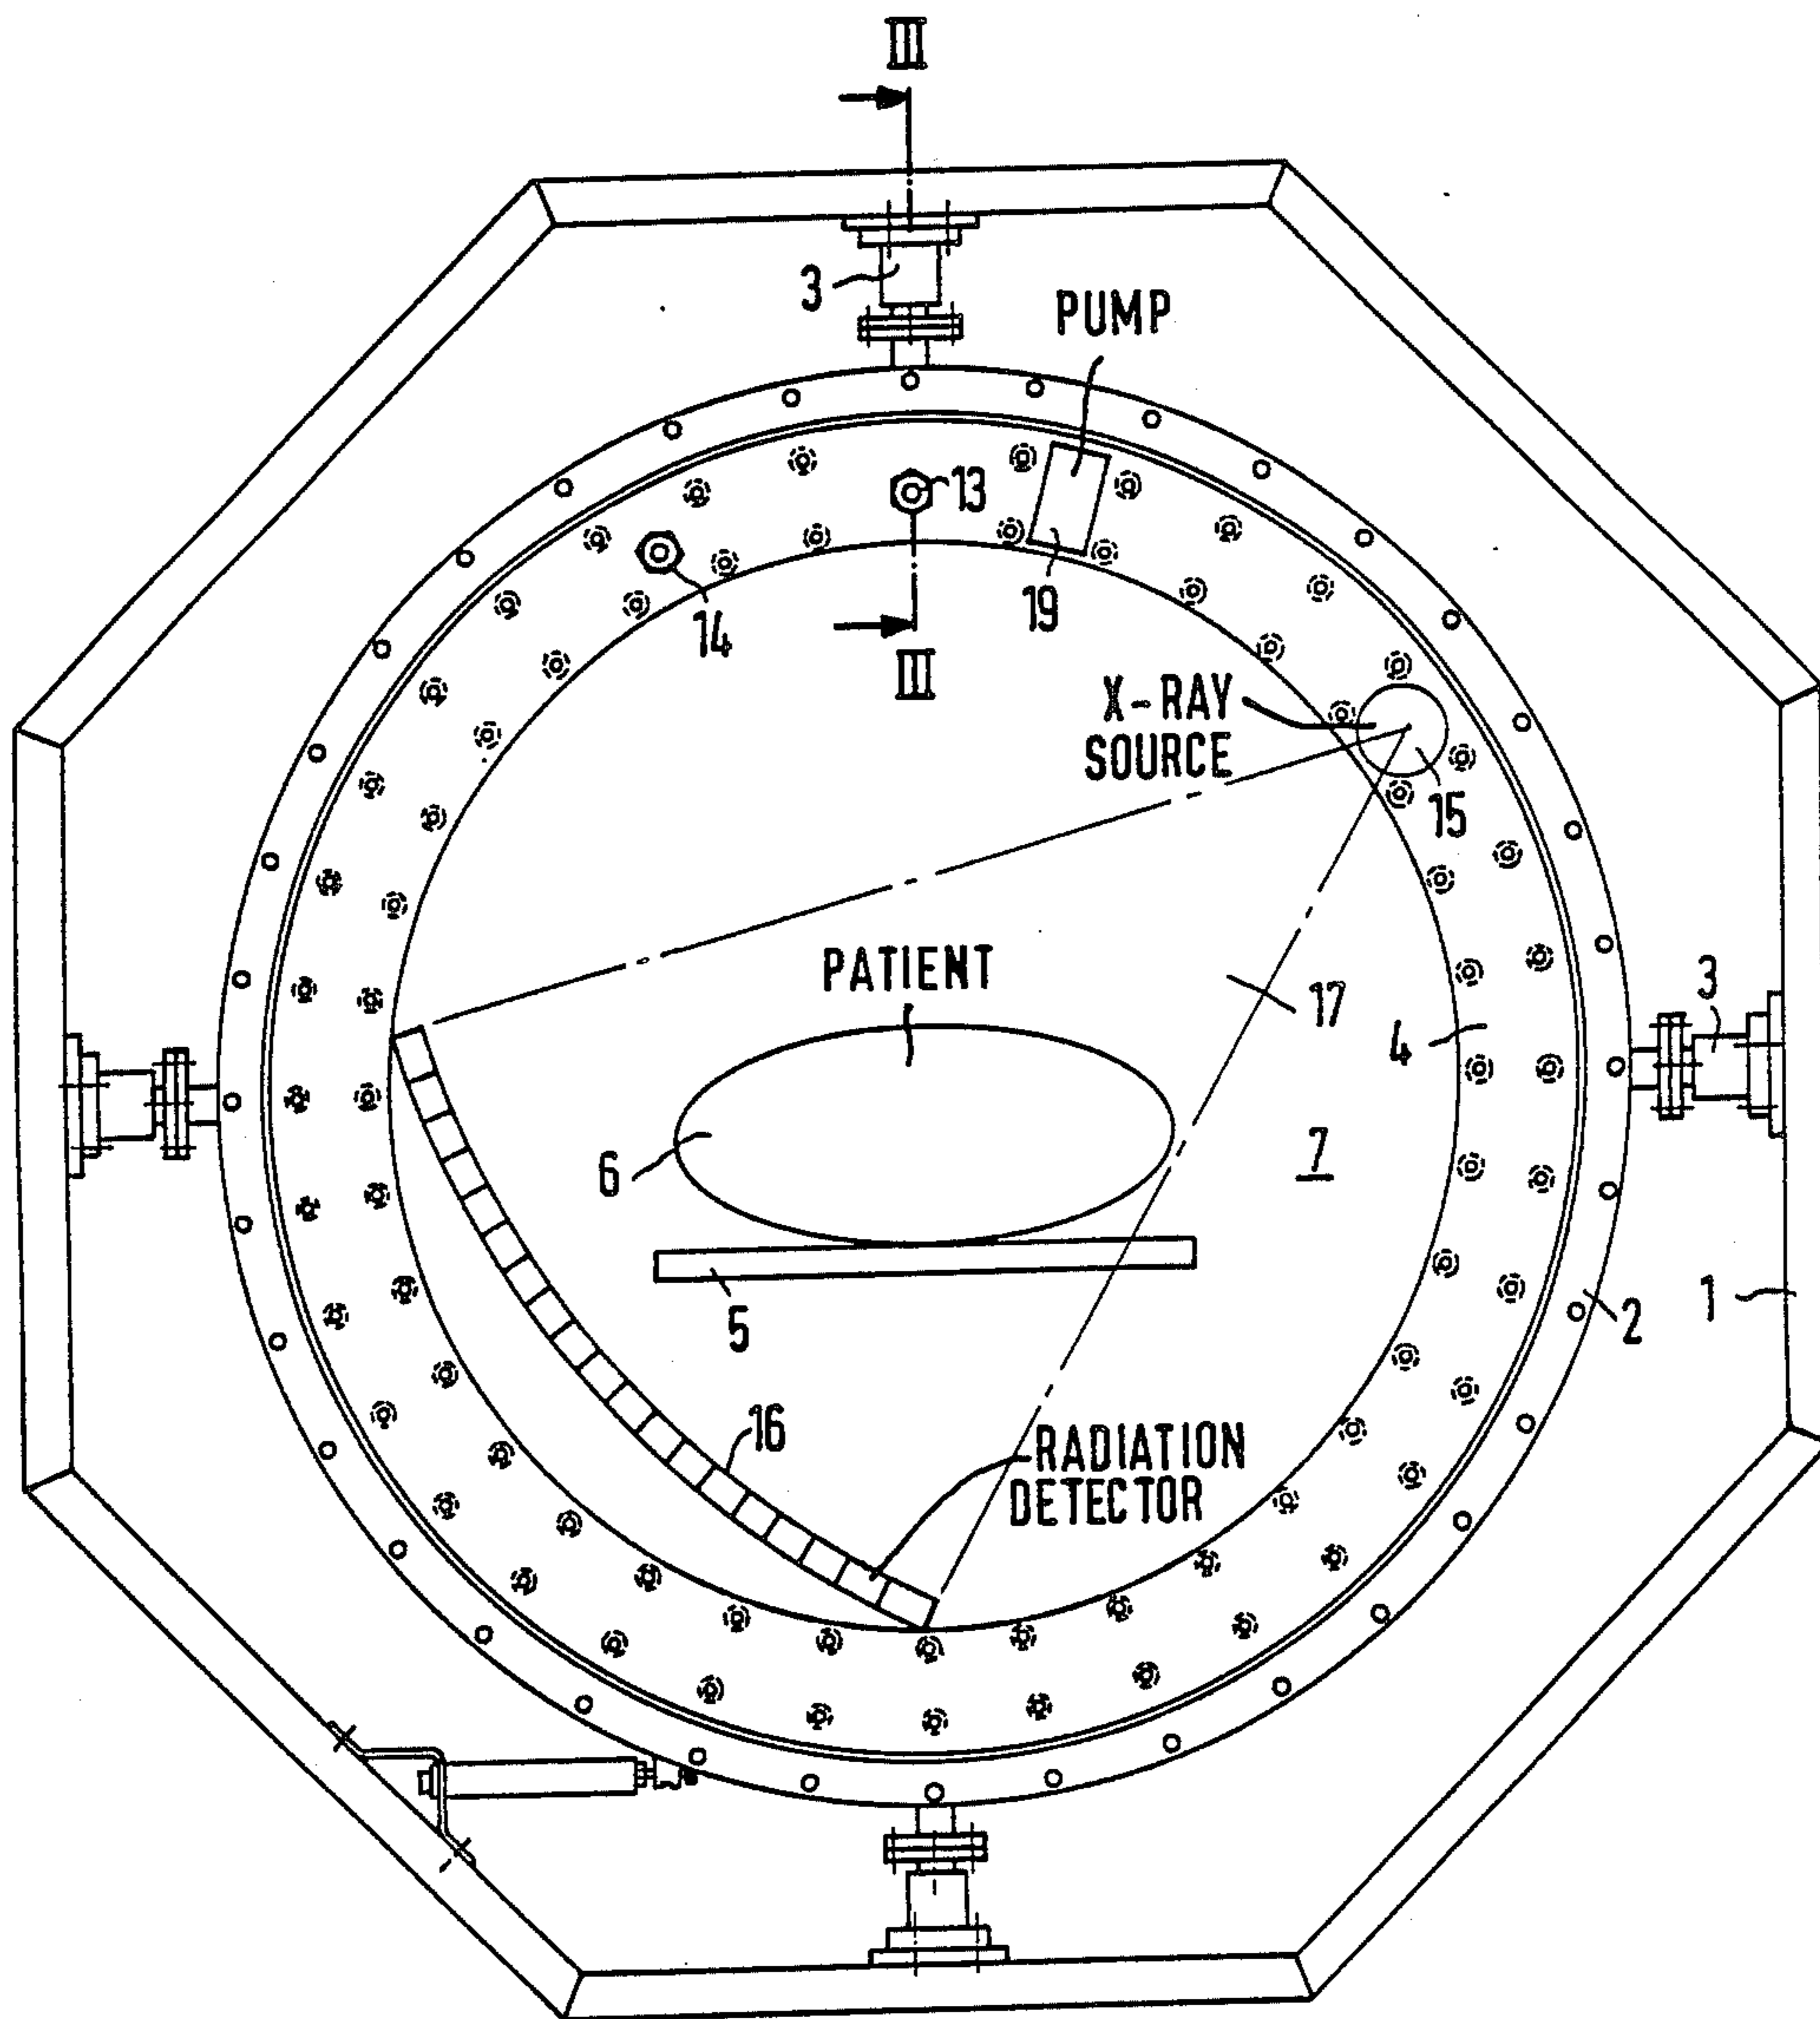 III
3
PUMP
13
14
19
III
X-RAY
SOURCE
15
PATIENT
17
4
3
6
7
5
1
2
16
RADIATION
DETECTOR